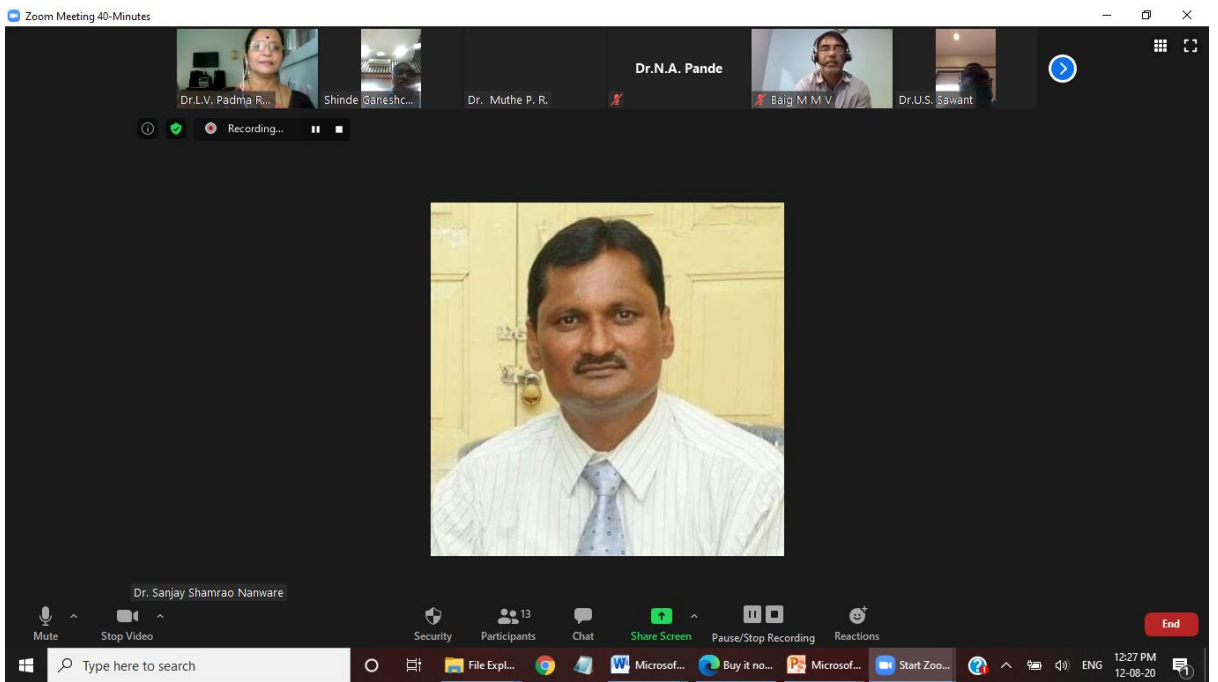 Zoom Meeting 40-Minutes
Dr.L.V. Padma R...
Shinde Ganeshc...
Dr. Muthe P. R.
Dr.N.A. Pande
Baig M M V
Dr.U.S. Sawant
Recording...
Dr. Sanjay Shamrao Nanware
Mute
Stop Video
Security
Participants
13
Chat
Share Screen
Pause/Stop Recording
Reactions
End
Type here to search
File Expl...
Microsof...
Buy it no...
Microsof...
Start Zoo...
ENG
12:27 PM
12-08-20
1